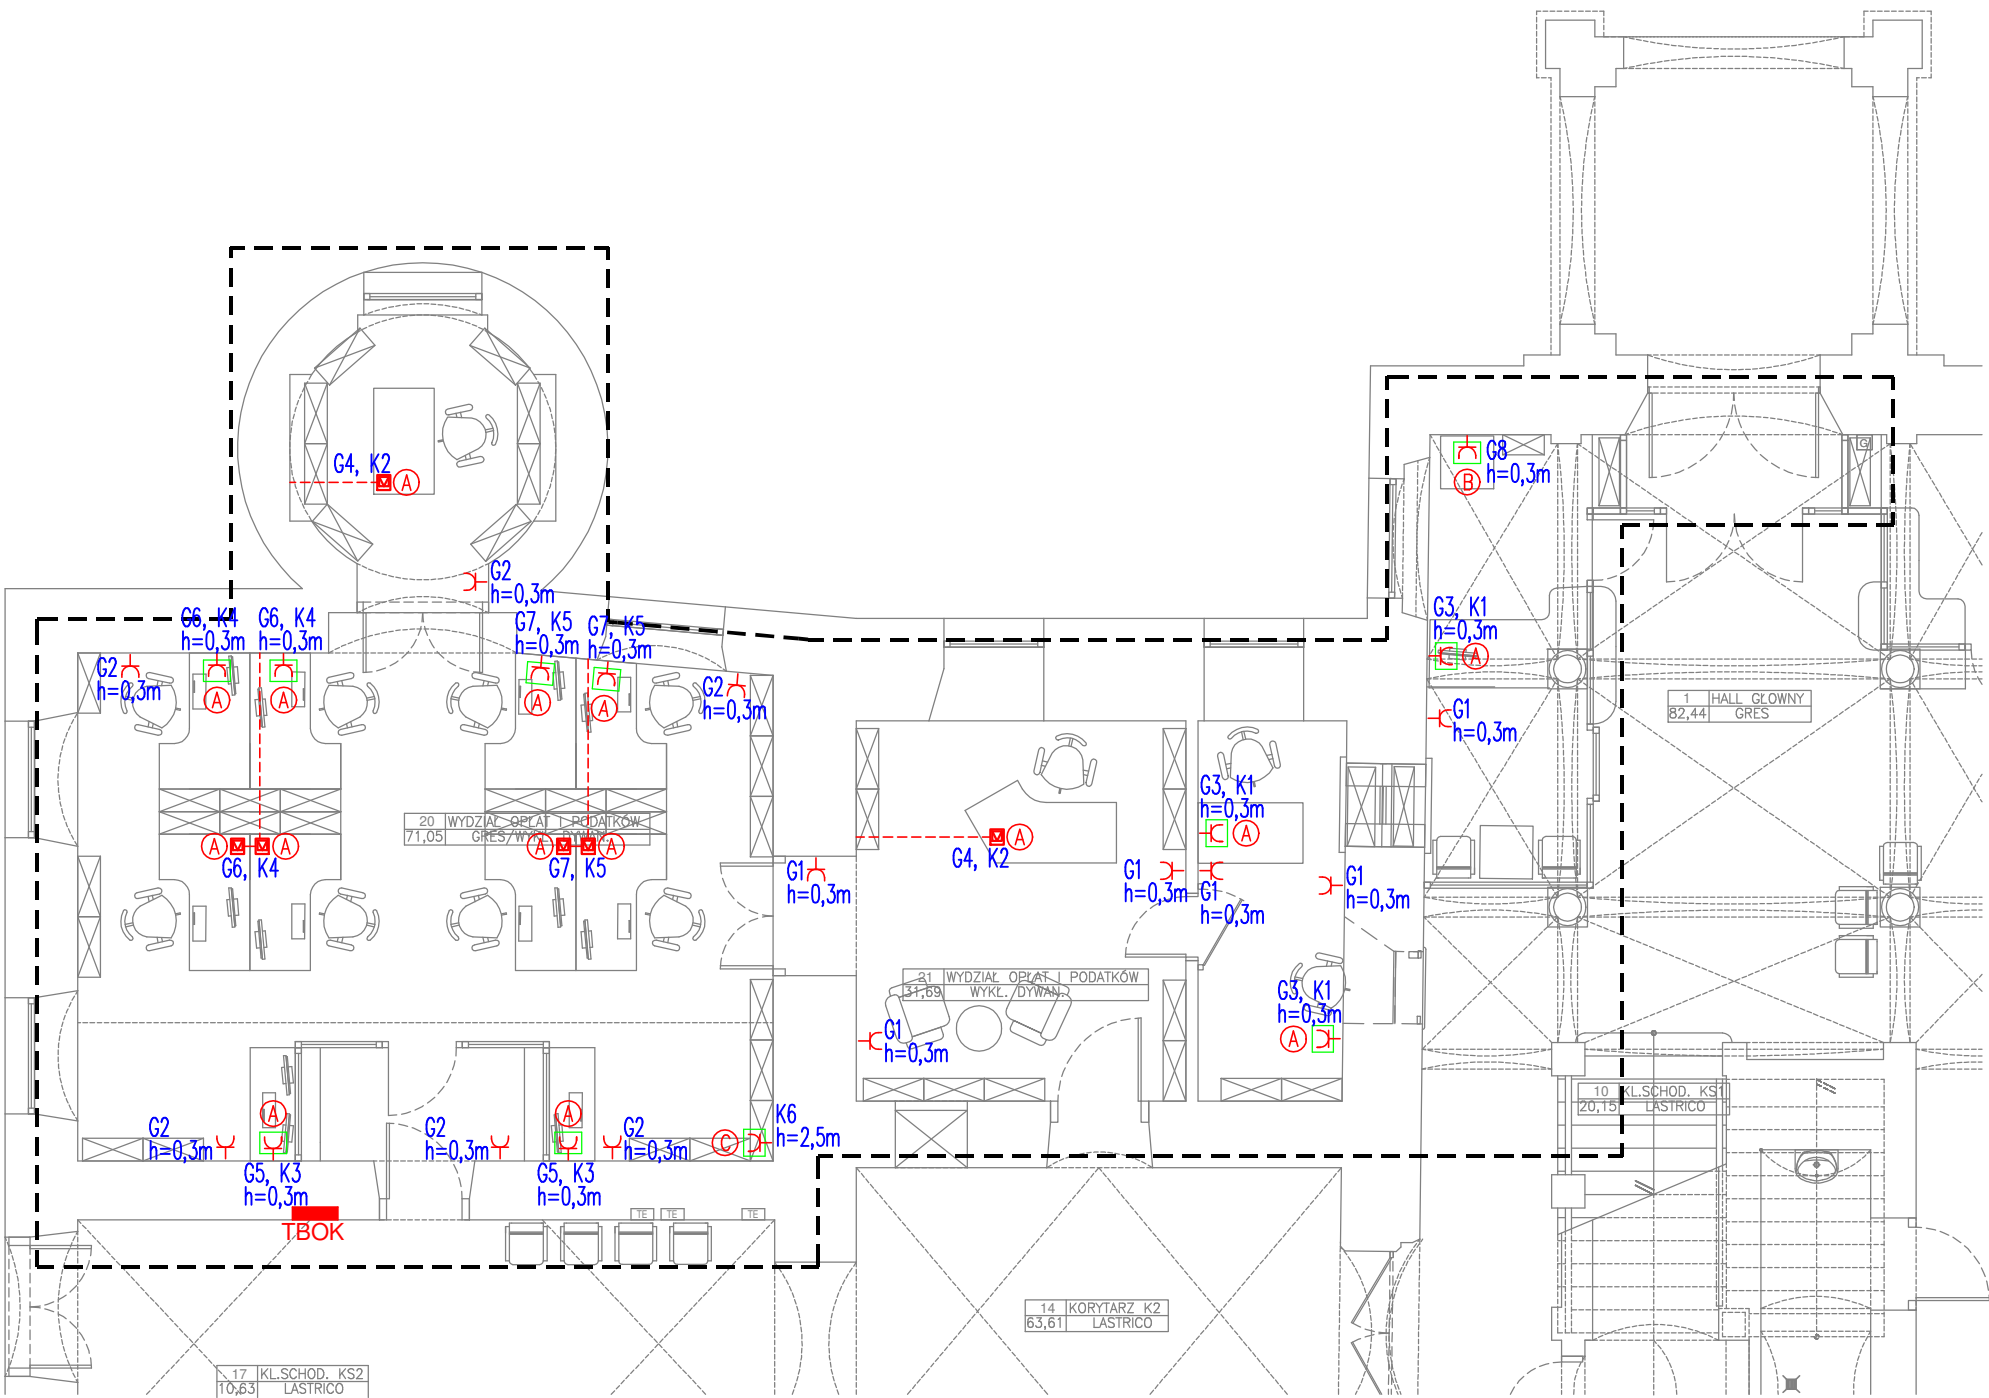 G4, K2
A
G
G8
h=0,3m
B
G2
h=0,3m
G6, K4
h=0,3m
G6, K4
h=0,3m
G7, K5
h=0,3m
G7, K5
h=0,3m
G3, K1
h=0,3m
A
G2
h=0,3m
A
A
A
A
G2
h=0,3m
G1
h=0,3m
1 HALL GŁOWNY
82,44 GRES
G3, K1
h=0,3m
A
20 WYDZIAŁ OPŁAT I PODATKÓW
71,05 GRES/WYKŁ. DYWAN.
A
A
G6, K4
A
A
G7, K5
A
G4, K2
G1
h=0,3m
G1
h=0,3m
G1
h=0,3m
G1
h=0,3m
21 WYDZIAŁ OPŁAT I PODATKÓW
31,69 WYKŁ. DYWAN.
G3, K1
h=0,3m
A
G1
h=0,3m
10 KL.SCHOD. KS1
20,15 LASTRICO
A
A
G2
h=0,3m
G2
h=0,3m
G2
h=0,3m
C
K6
h=2,5m
G5, K3
h=0,3m
G5, K3
h=0,3m
TBOK
TE
TE
TE
14 KORYTARZ K2
63,61 LASTRICO
17 KL.SCHOD. KS2
10,63 LASTRICO